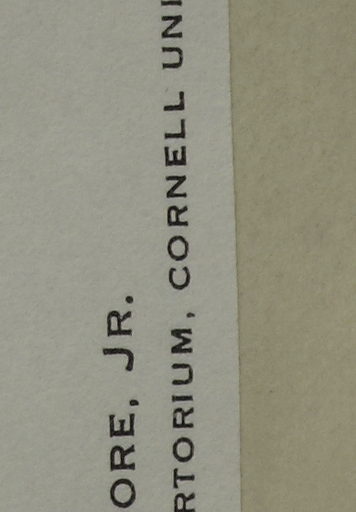 ORE, JR.
RTORIUM, CORNELL UNI